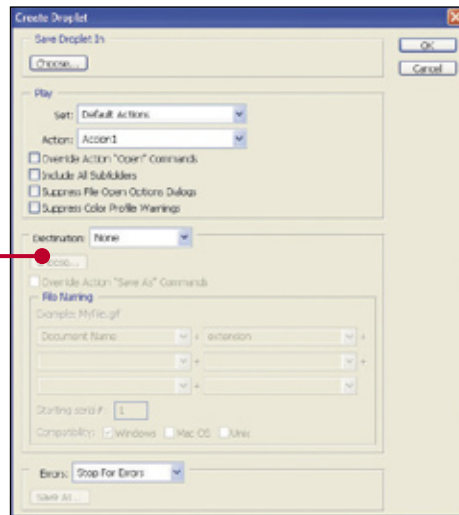 Create Droplet
Save Droplet In
Choose...
OK
Cancel
Play
Set: Default Actions
Action: Action1
Override Action "Open" Commands
Include All Subfolders
Suppress File Open Options Dialogs
Suppress Color Profile Warnings
Destination: None
Choose...
Override Action "Save As" Commands
File Naming
Example: MyFile.gif
Document Name + extension +
+ +
+
Starting serial#: 1
Compatibility: Windows Mac OS Unix
Errors: Stop For Errors
Save As...